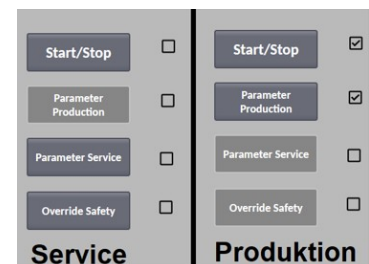 Start/Stop
Parameter
Production
Parameter Service
Override Safety
Service
Start/Stop
Parameter
Production
Parameter Service
Override Safety
Produktion